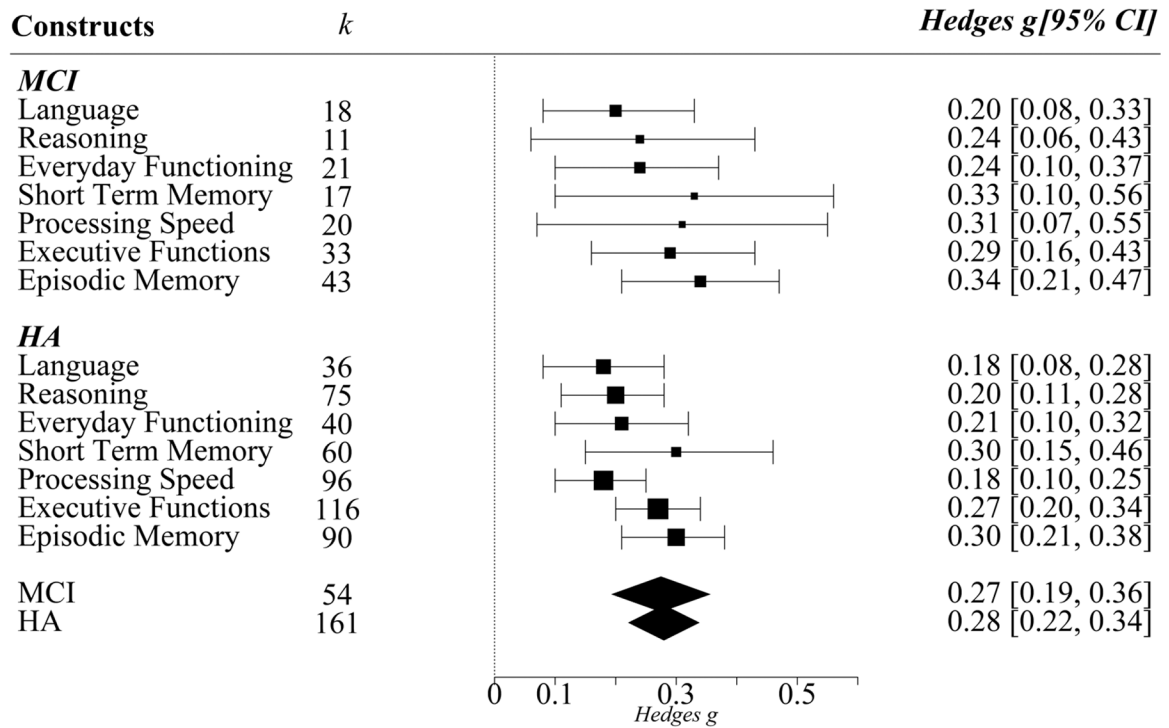 Constructs k Hedges g[95% CI]
MCI
Language 18 0.20 [0.08, 0.33]
Reasoning 11 0.24 [0.06, 0.43]
Everyday Functioning 21 0.24 [0.10, 0.37]
Short Term Memory 17 0.33 [0.10, 0.56]
Processing Speed 20 0.31 [0.07, 0.55]
Executive Functions 33 0.29 [0.16, 0.43]
Episodic Memory 43 0.34 [0.21, 0.47]
HA
Language 36 0.18 [0.08, 0.28]
Reasoning 75 0.20 [0.11, 0.28]
Everyday Functioning 40 0.21 [0.10, 0.32]
Short Term Memory 60 0.30 [0.15, 0.46]
Processing Speed 96 0.18 [0.10, 0.25]
Executive Functions 116 0.27 [0.20, 0.34]
Episodic Memory 90 0.30 [0.21, 0.38]
MCI 54 0.27 [0.19, 0.36]
HA 161 0.28 [0.22, 0.34]
0 0.1 0.3 0.5
Hedges g